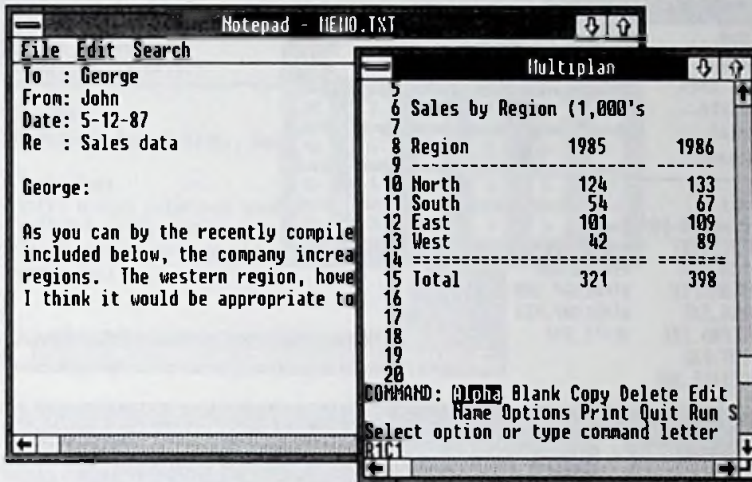 Notepad - MEMO.TXT
File Edit Search
To : George
From: John
Date: 5-12-87
Re : Sales data
George:
As you can by the recently compile
included below, the company increa
regions. The western region, howe
I think it would be appropriate to
Multiplan
5
6 Sales by Region (1,000's
7
8 Region 1985 1986
9 ------------------------ ------
10 North 124 133
11 South 54 67
12 East 101 109
13 West 42 89
14 ======================== =======
15 Total 321 398
16
17
18
19
20
COMMAND: Alpha Blank Copy Delete Edit
Name Options Print Quit Run S
Select option or type command letter
R1C1